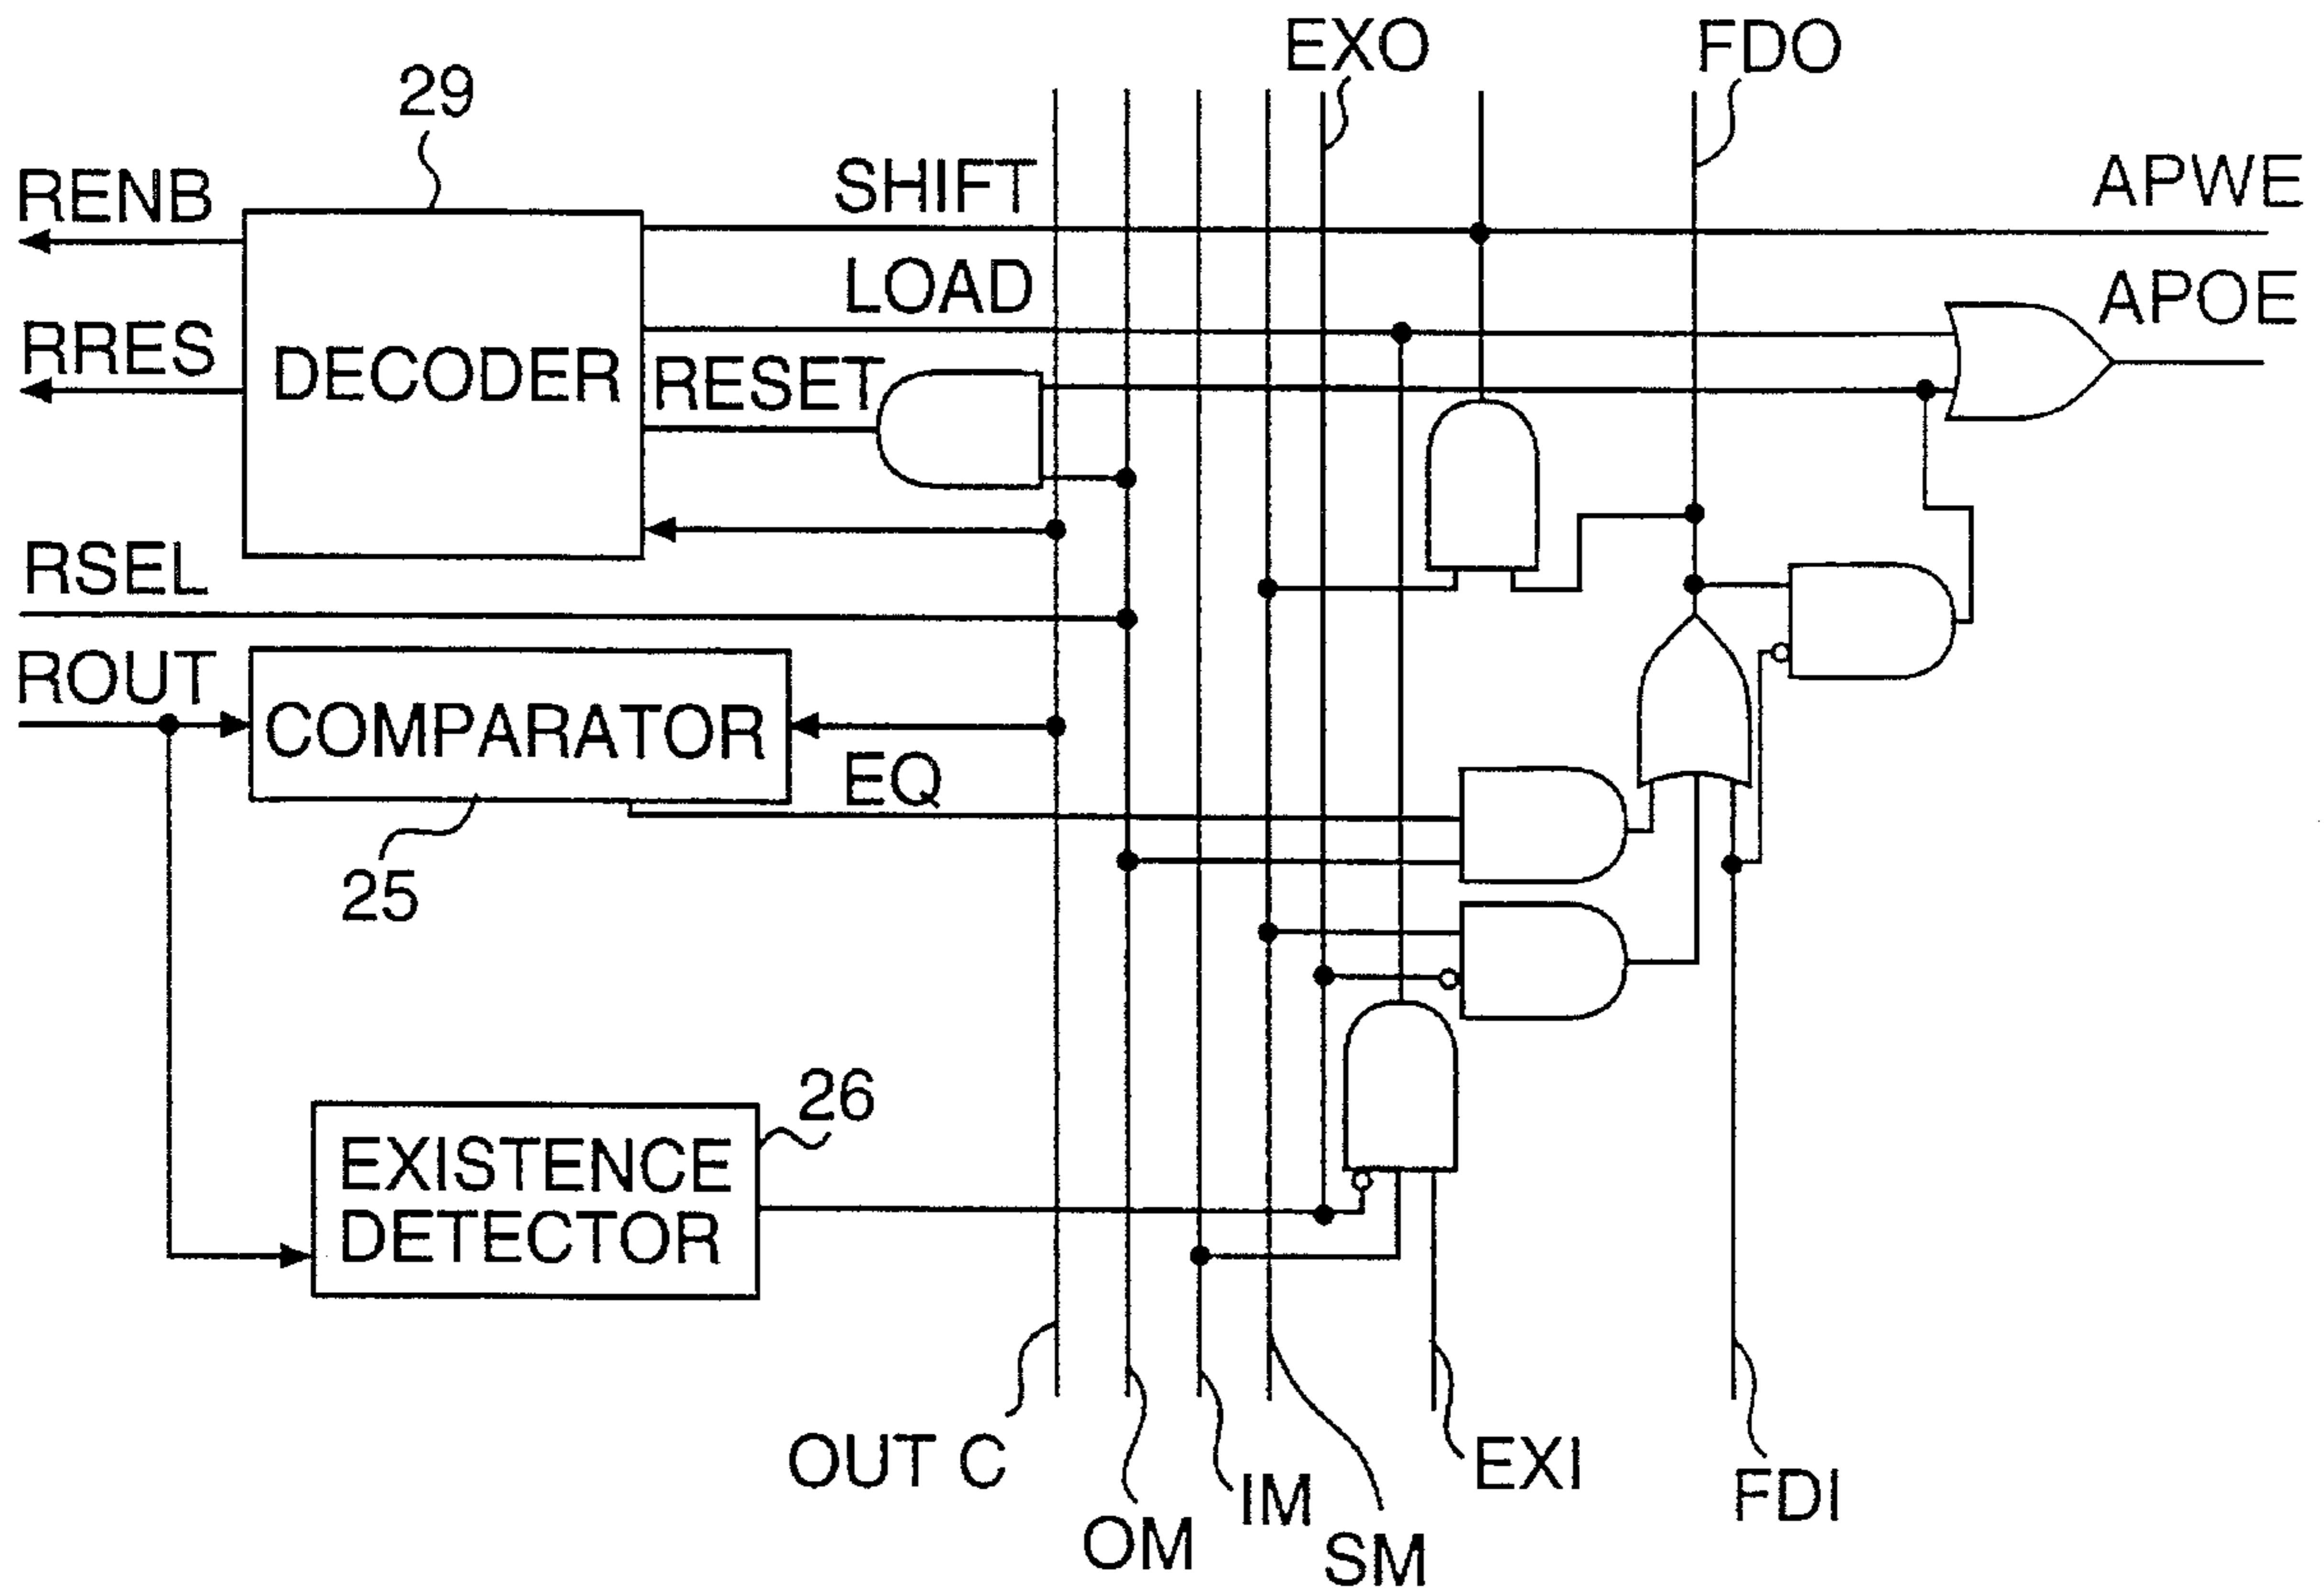 EXO
FDO
29
RENB
SHIFT
APWE
LOAD
APOE
RRES
DECODER
RESET
RSEL
ROUT
COMPARATOR
EQ
25
26
EXISTENCE
DETECTOR
OUT C
EXI
IM
FDI
OM
SM